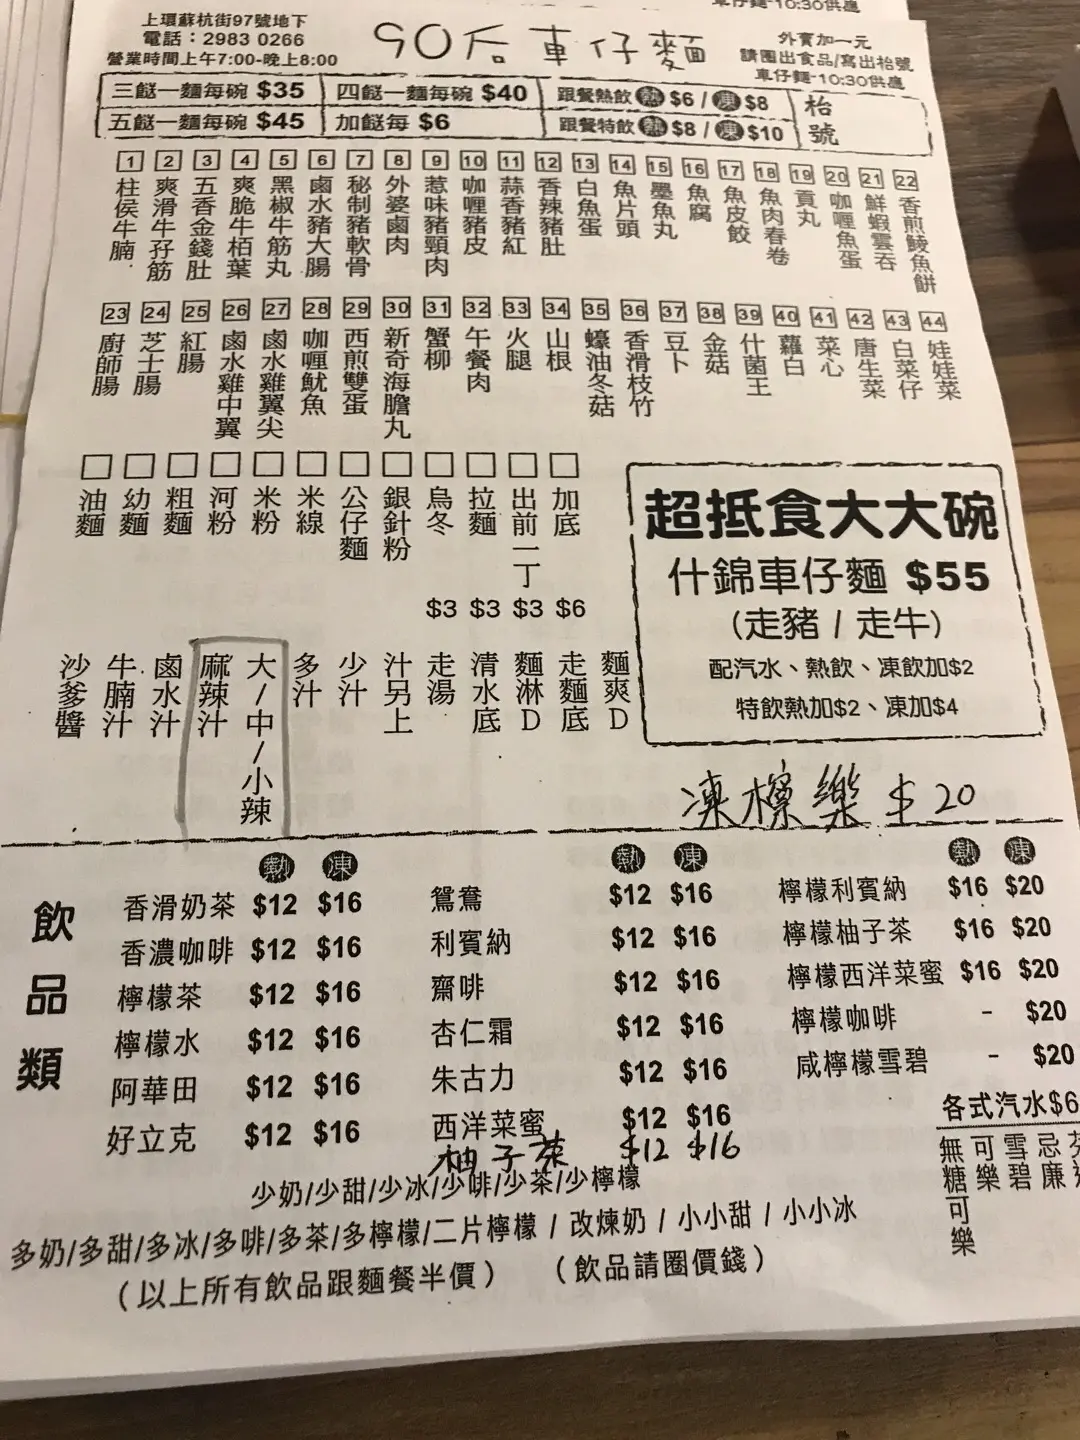 車仔麵-10:30供應
上環蘇杭街97號地下
電話：2983 0266
營業時間上午7:00-晚上8:00
90后車仔麵
外賣加一元
請圈出食品/寫出枱號
車仔麵-10:30供應
三餸一麵每碗 $35
四餸一麵每碗 $40
跟餐熱飲 熱 $6 / 凍 $8
枱號
五餸一麵每碗 $45
加餸每 $6
跟餐特飲 熱 $8 / 凍 $10
1 柱侯牛腩
2 爽滑牛孖筋
3 五香金錢肚
4 爽脆牛栢葉
5 黑椒牛筋丸
6 鹵水豬大腸
7 秘制豬軟骨
8 外婆鹵肉
9 惹味豬頸肉
10 咖喱豬皮
11 蒜香豬紅
12 香辣豬肚
13 白魚蛋
14 魚片頭
15 墨魚丸
16 魚腐
17 魚皮餃
18 魚肉春卷
19 貢丸
20 咖喱魚蛋
21 鮮蝦雲吞
22 香煎鯪魚餅
23 廚師腸
24 芝士腸
25 紅腸
26 鹵水雞中翼
27 鹵水雞翼尖
28 咖喱魷魚
29 西煎雙蛋
30 新奇海膽丸
31 蟹柳
32 午餐肉
33 火腿
34 山根
35 蠔油冬菇
36 香滑枝竹
37 豆卜
38 金菇
39 什菌王
40 蘿白
41 菜心
42 唐生菜
43 白菜仔
44 娃娃菜
油麵
幼麵
粗麵
河粉
米粉
米線
公仔麵
銀針粉
烏冬 $3
拉麵 $3
出前一丁 $3
加底 $6
超抵食大大碗
什錦車仔麵 $55
(走豬 / 走牛)
配汽水、熱飲、凍飲加$2
特飲熱加$2、凍加$4
沙爹醬
牛腩汁
鹵水汁
麻辣汁
大/中/小辣
多汁
少汁
汁另上
走湯
清水底
麵淋D
走麵底
麵爽D
凍檸樂 $20
飲品類
熱 凍
香滑奶茶 $12 $16
香濃咖啡 $12 $16
檸檬茶 $12 $16
檸檬水 $12 $16
阿華田 $12 $16
好立克 $12 $16
熱 凍
鴛鴦 $12 $16
利賓納 $12 $16
齋啡 $12 $16
杏仁霜 $12 $16
朱古力 $12 $16
西洋菜蜜 $12 $16
柚子茶 $12 $16
熱 凍
檸檬利賓納 $16 $20
檸檬柚子茶 $16 $20
檸檬西洋菜蜜 $16 $20
檸檬咖啡 - $20
咸檸檬雪碧 - $20
各式汽水$6
無糖可樂
可樂
雪碧
忌廉
少奶/少甜/少冰/少啡/少茶/少檸檬
多奶/多甜/多冰/多啡/多茶/多檸檬/二片檸檬 / 改煉奶 / 小小甜 / 小小冰
（以上所有飲品跟麵餐半價）
（飲品請圈價錢）